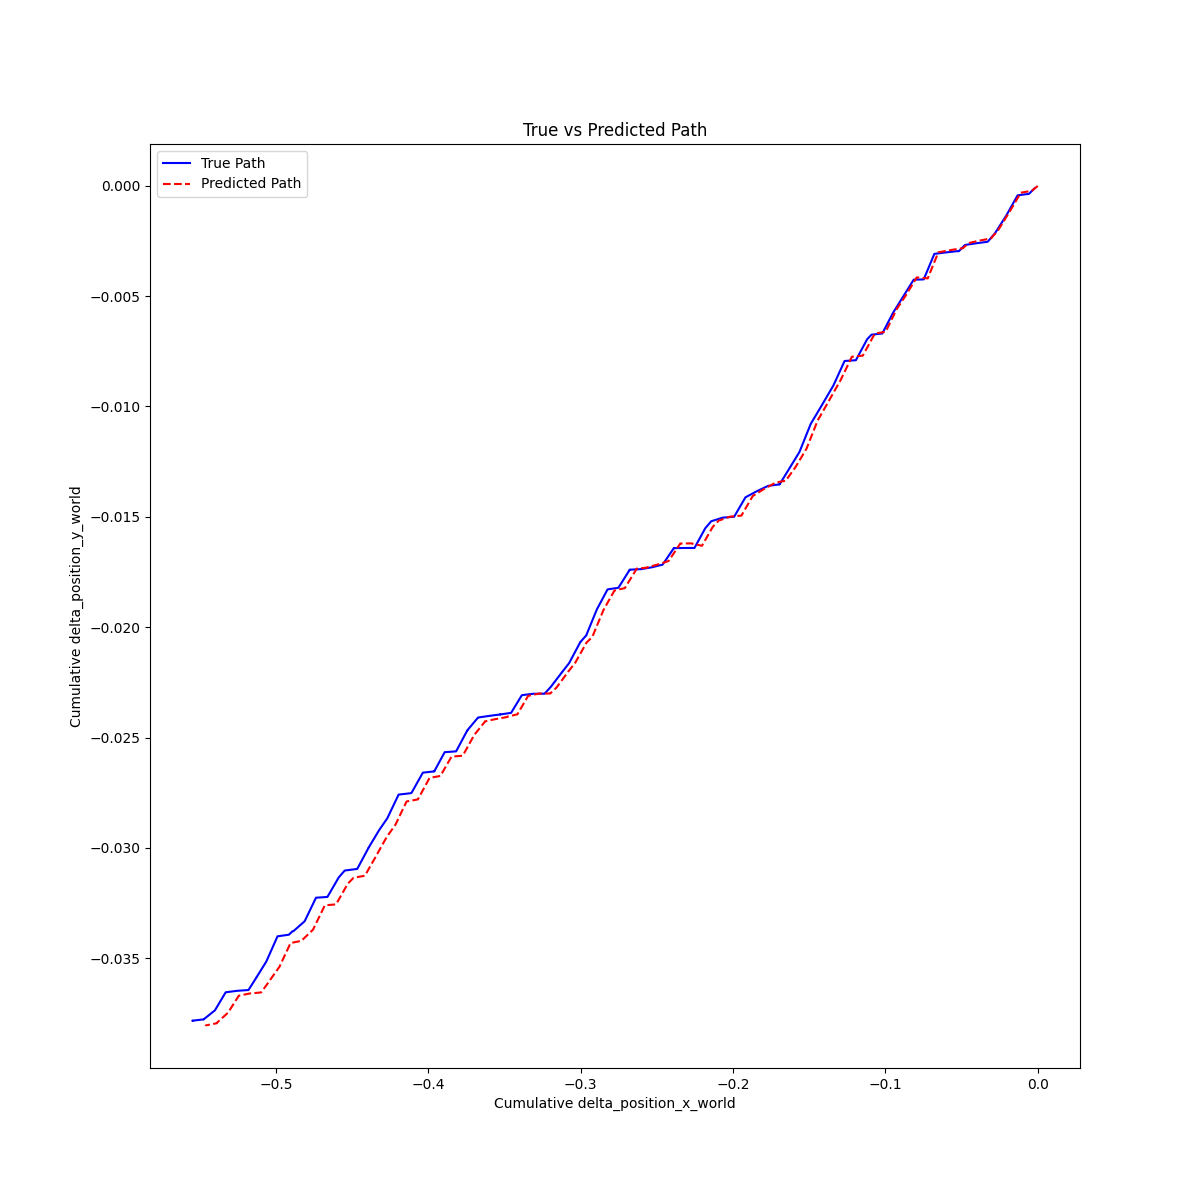 True vs Predicted Path
True Path
Predicted Path
0.000
−0.005
−0.010
−0.015
−0.020
−0.025
−0.030
−0.035
Cumulative delta_position_y_world
−0.5
−0.4
−0.3
−0.2
−0.1
0.0
Cumulative delta_position_x_world